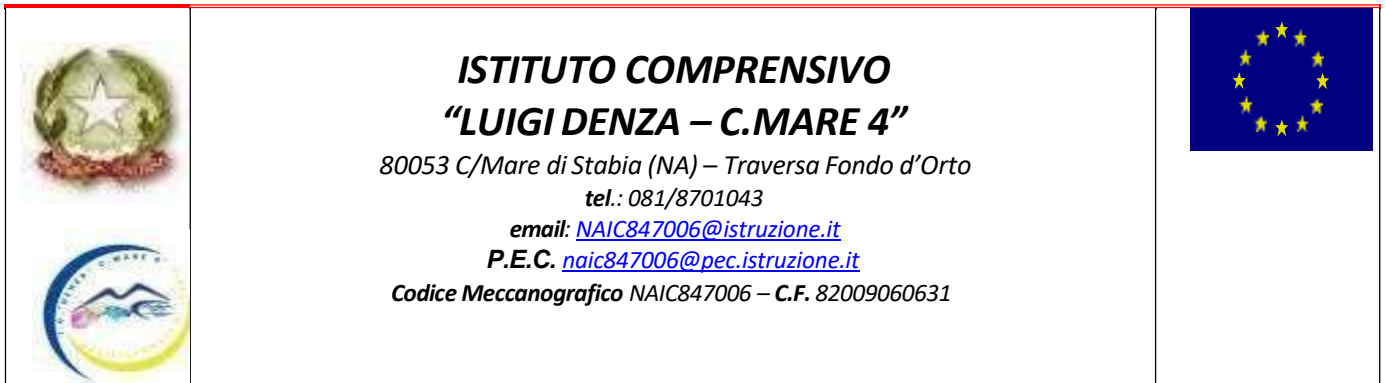 ISTITUTO COMPRENSIVO
“LUIGI DENZA – C.MARE 4”
80053 C/Mare di Stabia (NA) – Traversa Fondo d’Orto
tel.: 081/8701043
email: NAIC847006@istruzione.it
P.E.C. naic847006@pec.istruzione.it
Codice Meccanografico NAIC847006 – C.F. 82009060631